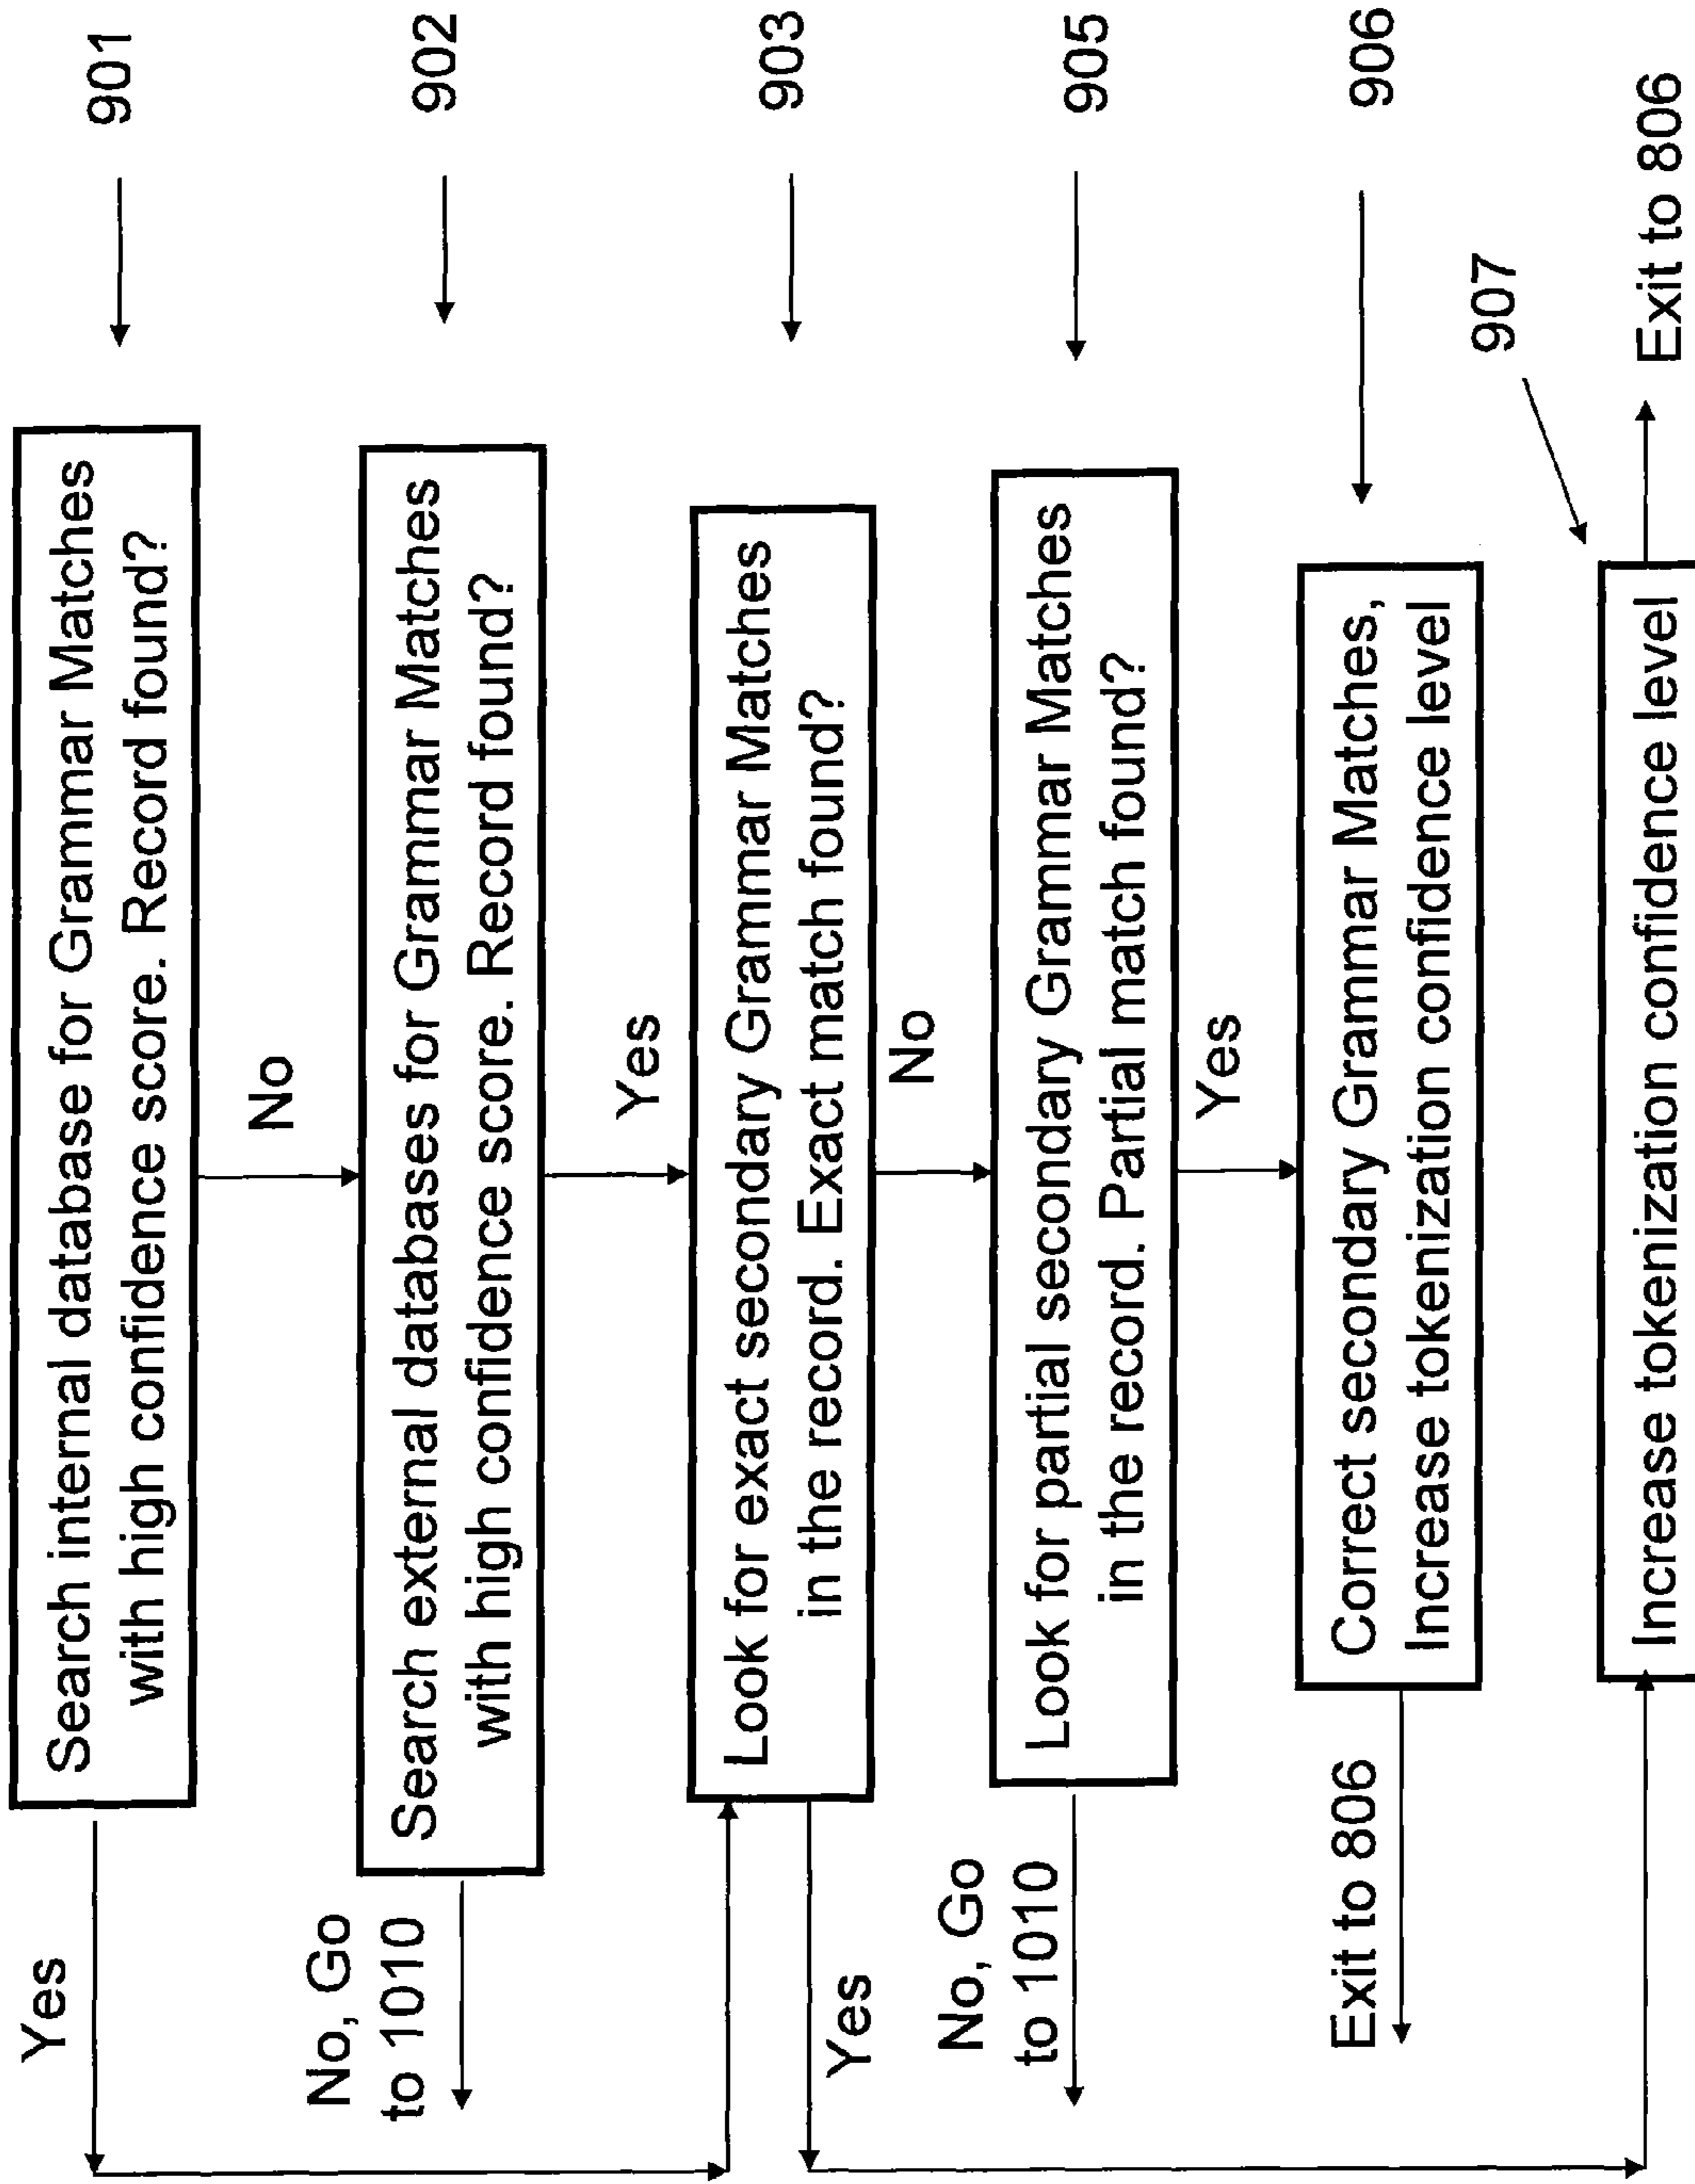 Yes
Search internal database for Grammar Matches
with high confidence score. Record found?
901
No
No, Go
to 1010
Search external databases for Grammar Matches
with high confidence score. Record found?
902
Yes
Look for exact secondary Grammar Matches
in the record. Exact match found?
903
Yes
No
No, Go
to 1010
Look for partial secondary Grammar Matches
in the record. Partial match found?
905
Yes
Exit to 806
Correct secondary Grammar Matches,
Increase tokenization confidence level
906
907
Increase tokenization confidence level
Exit to 806